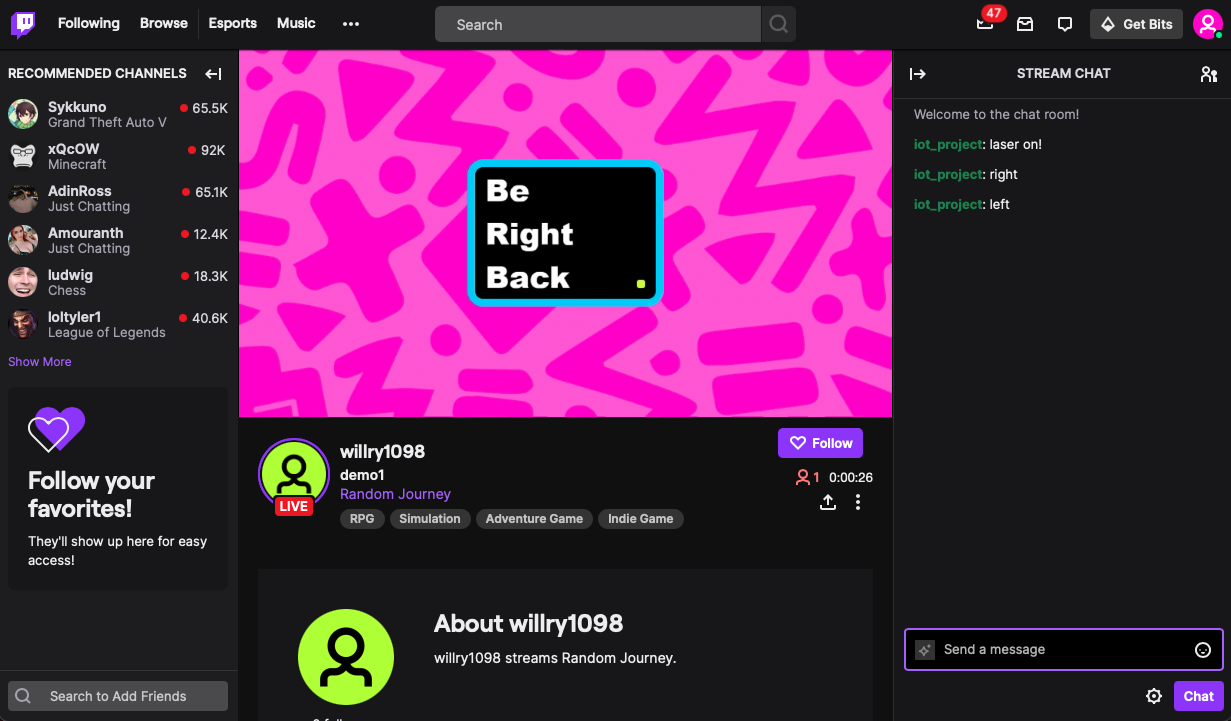 Following
Browse
Esports
Music
Search
47
Get Bits
RECOMMENDED CHANNELS
Sykkuno
65.5K
Grand Theft Auto V
xQcOW
92K
Minecraft
AdinRoss
65.1K
Just Chatting
Amouranth
12.4K
Just Chatting
ludwig
18.3K
Chess
loltyler1
40.6K
League of Legends
Show More
Follow your
favorites!
They'll show up here for easy
access!
Search to Add Friends
Be
Right
Back
LIVE
willry1098
demo1
Random Journey
RPG
Simulation
Adventure Game
Indie Game
Follow
1
0:00:26
About willry1098
willry1098 streams Random Journey.
STREAM CHAT
Welcome to the chat room!
iot_project: laser on!
iot_project: right
iot_project: left
Send a message
Chat